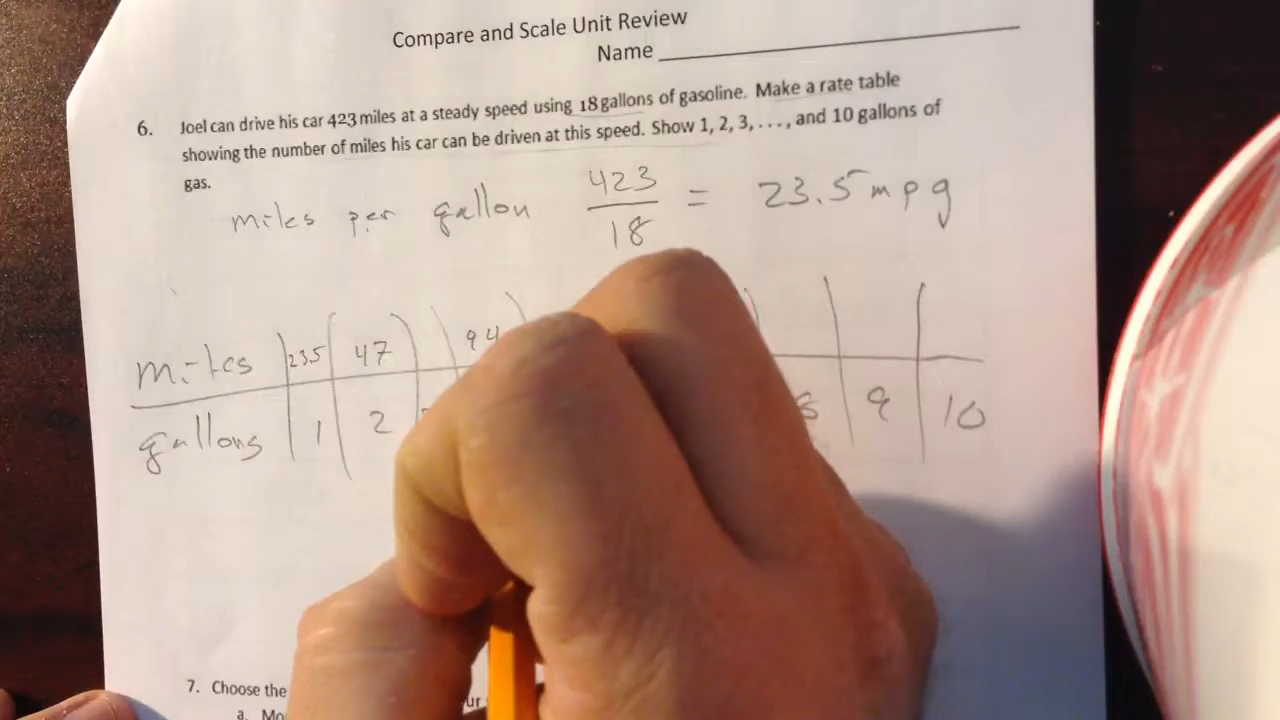 Compare and Scale Unit Review
Name
6. Joel can drive his car 423 miles at a steady speed using 18 gallons of gasoline. Make a rate table
showing the number of miles his car can be driven at this speed. Show 1, 2, 3, . . . , and 10 gallons of
gas.
miles per gallon 423/18 = 23.5 mpg
miles 23.5 47 94
gallons 1 2 8 9 10
7. Choose the
a.